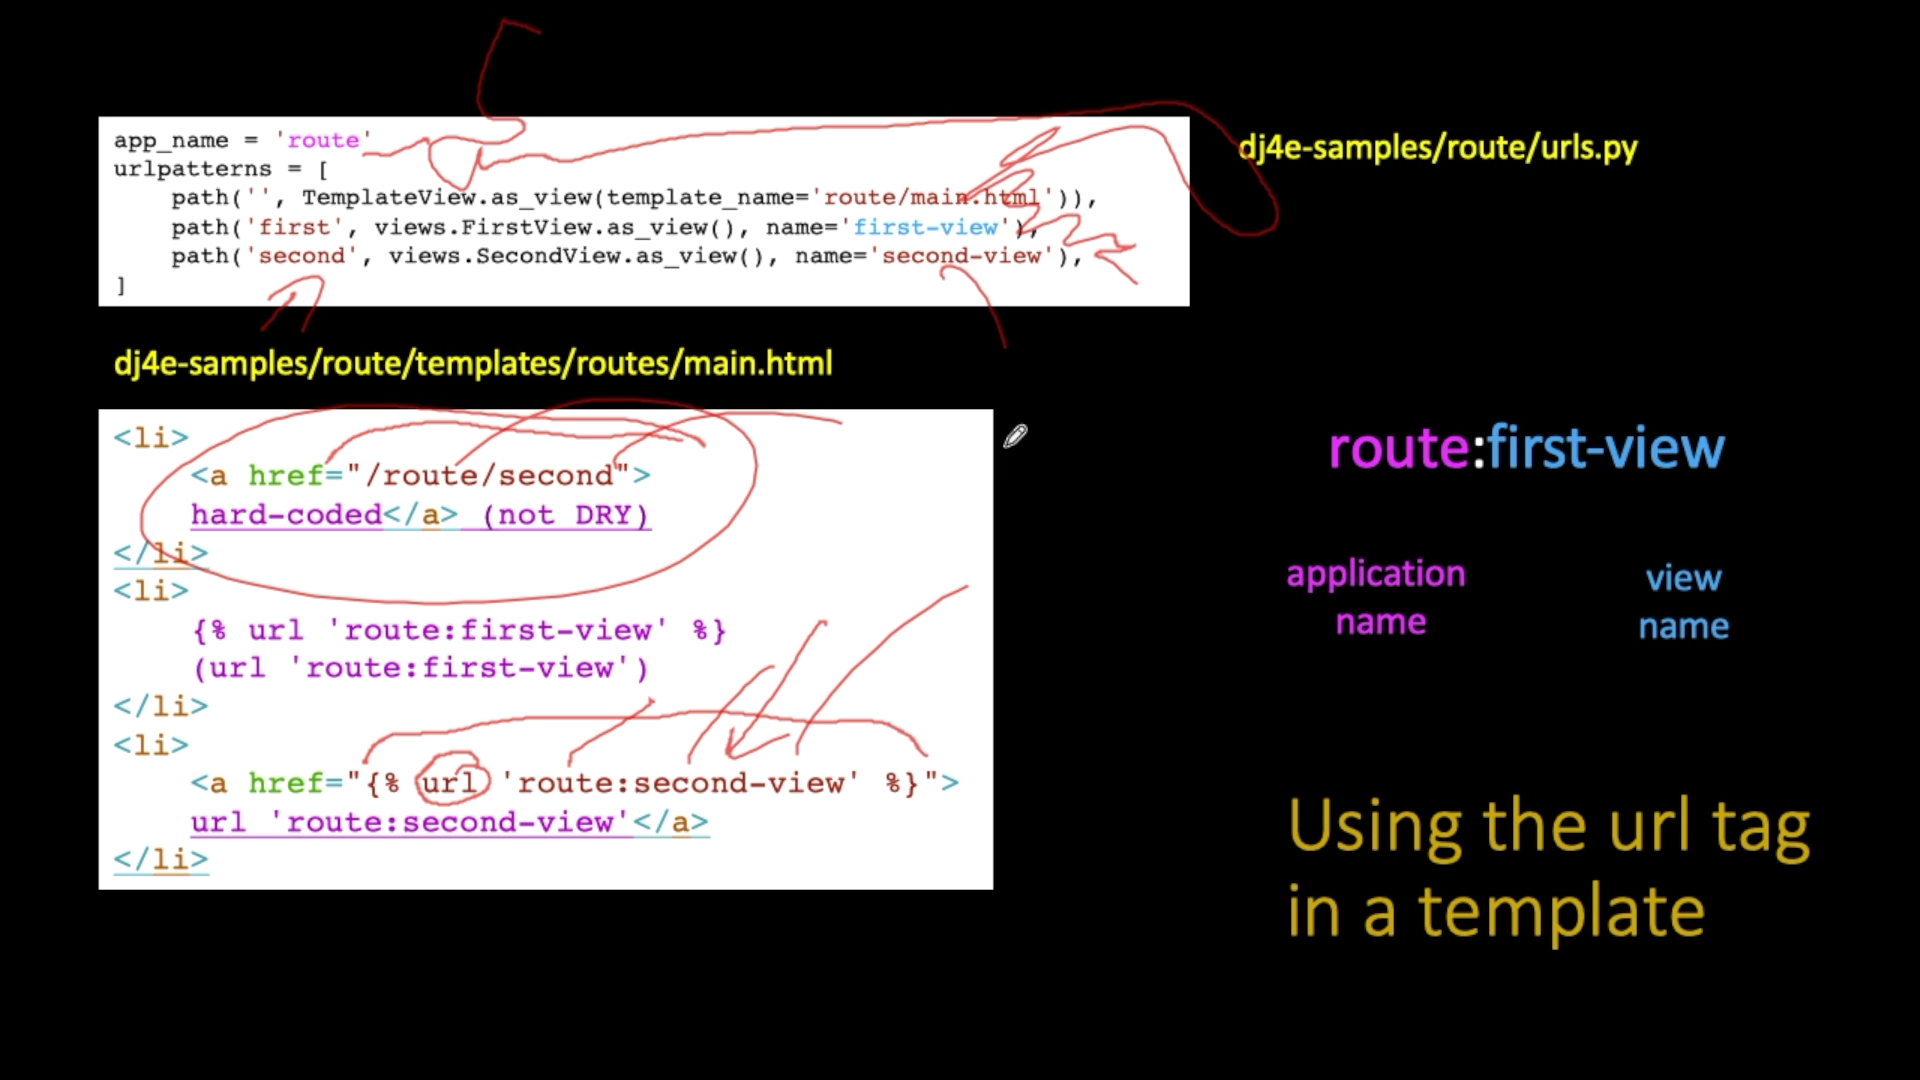 app_name = 'route'
urlpatterns = [
    path('', TemplateView.as_view(template_name='route/main.html')),
    path('first', views.FirstView.as_view(), name='first-view'),
    path('second', views.SecondView.as_view(), name='second-view'),
]
dj4e-samples/route/urls.py
dj4e-samples/route/templates/routes/main.html
<li>
    <a href="/route/second">
    hard-coded</a> (not DRY)
</li>
<li>
    {% url 'route:first-view' %}
    (url 'route:first-view')
</li>
<li>
    <a href="{% url 'route:second-view' %}">
    url 'route:second-view'</a>
</li>
route:first-view
application
name
view
name
Using the url tag
in a template